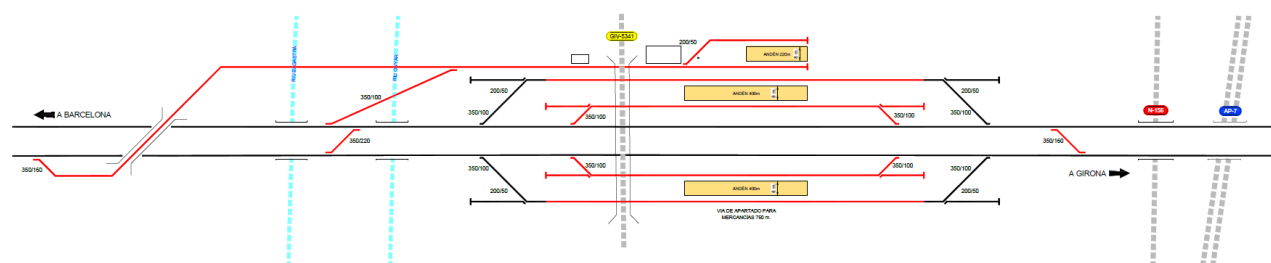 GIV-5341
200/50
ANDÉN 220m
A BARCELONA
350/100
200/50
350/100
ANDÉN 400m
200/50
350/100
350/100
350/100
350/220
350/160
N-156
AP-7
350/160
350/100
200/50
350/100
ANDÉN 400m
350/100
350/100
200/50
A GIRONA
VIA DE APARTADO PARA
MERCANCÍAS 750 m.